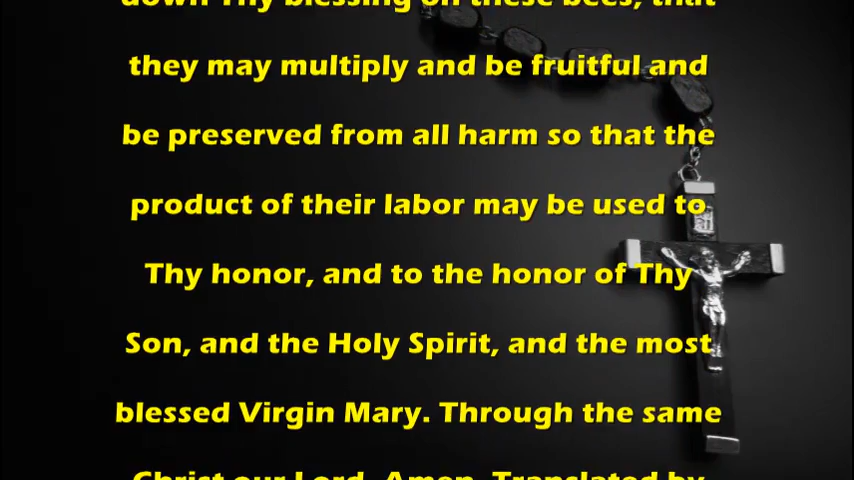 down Thy blessing on these bees, that
they may multiply and be fruitful and
be preserved from all harm so that the
product of their labor may be used to
Thy honor, and to the honor of Thy
Son, and the Holy Spirit, and the most
blessed Virgin Mary. Through the same
Christ our Lord. Amen. Translated by